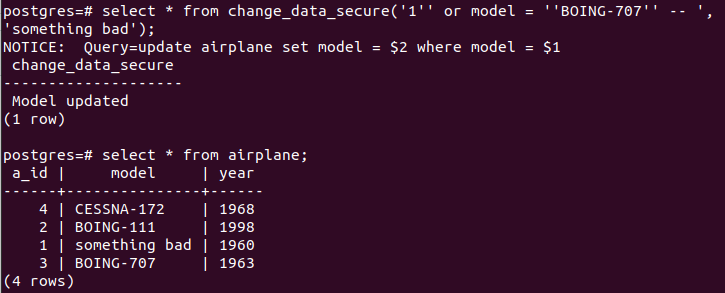 postgres=# select * from change_data_secure('1'' or model = ''BOING-707'' -- ',
'something bad');
NOTICE:  Query=update airplane set model = $2 where model = $1
 change_data_secure
--------------------
 Model updated
(1 row)
postgres=# select * from airplane;
 a_id |     model     | year
------+---------------+------
    4 | CESSNA-172    | 1968
    2 | BOING-111     | 1998
    1 | something bad | 1960
    3 | BOING-707     | 1963
(4 rows)